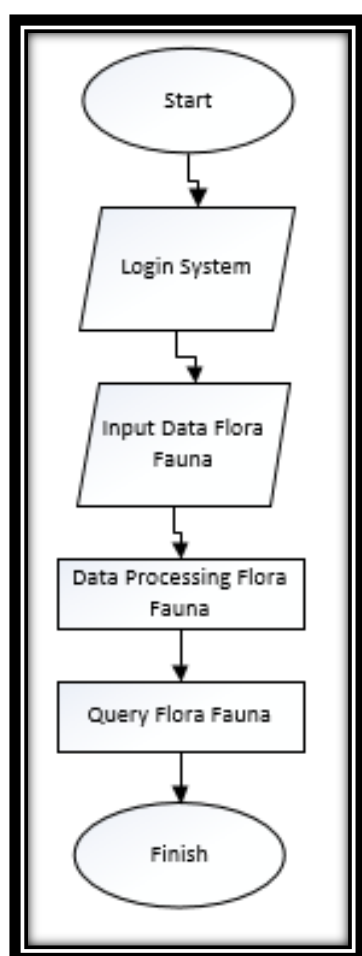 Start
Login System
Input Data Flora
Fauna
Data Processing Flora
Fauna
Query Flora Fauna
Finish